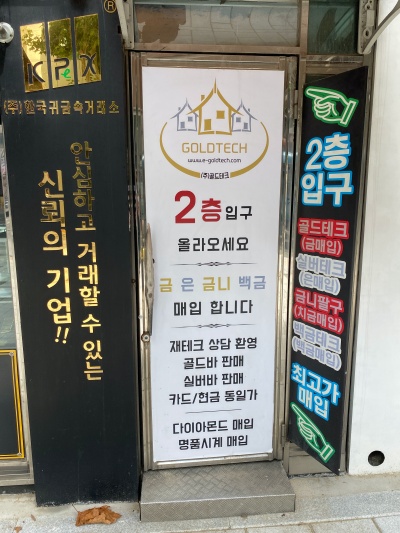 ®
KPeX
(주)한국귀금속거래소
안심하고 거래할 수 있는
신뢰의 기업!!
GOLDTECH
www.e-goldtech.com
(주)골드테크
2층입구
올라오세요
금 은 금니 백금
매입 합니다
재테크 상담 환영
골드바 판매
실버바 판매
카드/현금 동일가
다이아몬드 매입
명품시계 매입
2층
입구
골드테크
(금매입)
실버테크
(은매입)
금니팔구
(치금매입)
백금테크
(백금매입)
최고가
매입